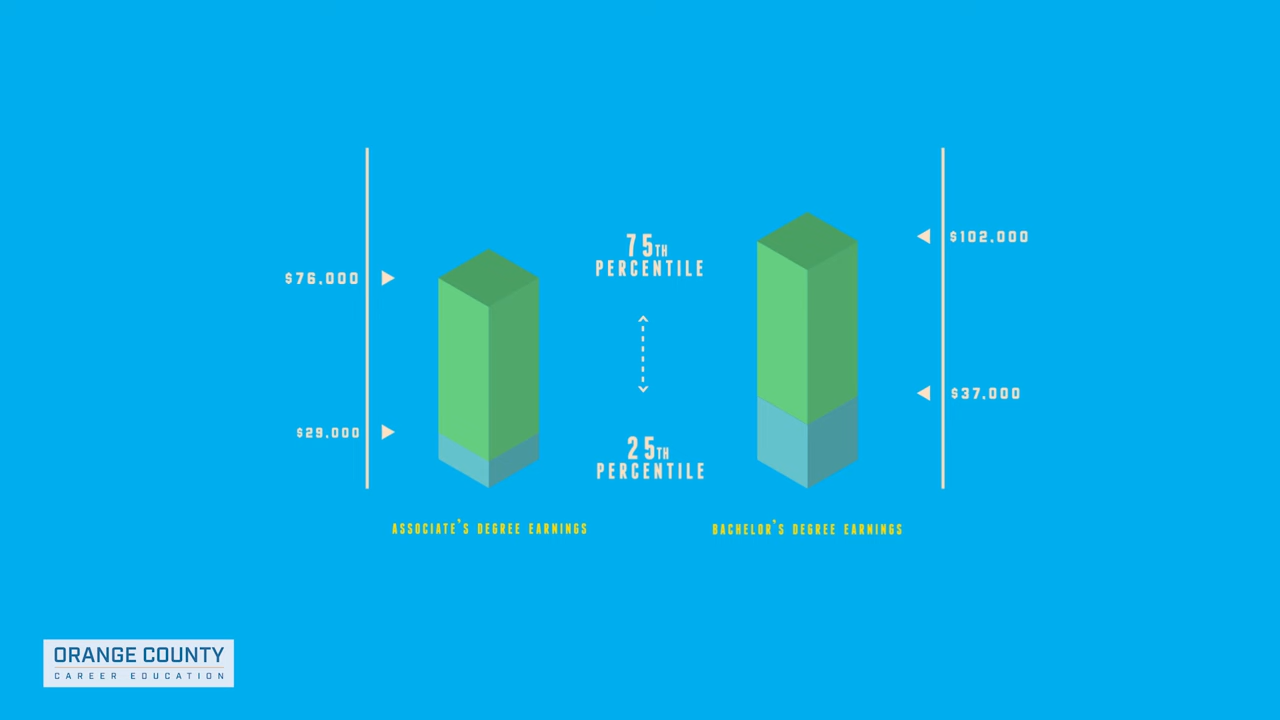 75TH
PERCENTILE
$102,000
$76,000
$37,000
$29,000
25TH
PERCENTILE
ASSOCIATE'S DEGREE EARNINGS
BACHELOR'S DEGREE EARNINGS
ORANGE COUNTY
CAREER EDUCATION